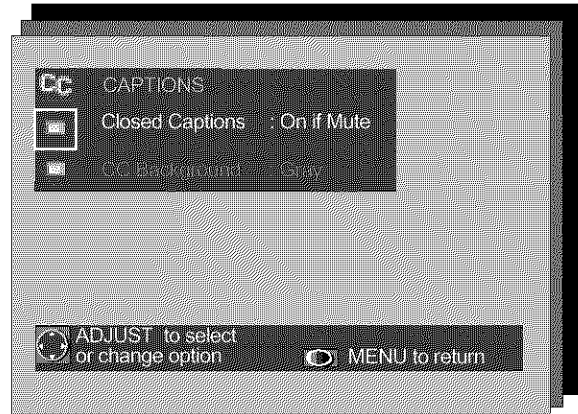 CC CAPTIONS
Closed Captions : On if Mute
CC Background : Gray
ADJUST to select
or change option
MENU to return